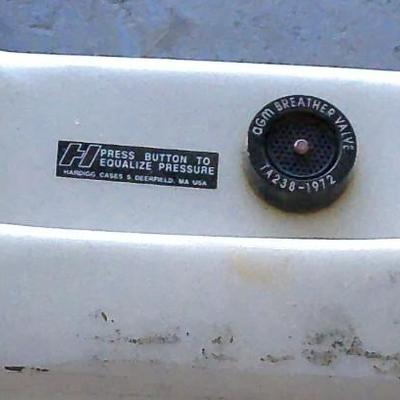 H PRESS BUTTON TO
EQUALIZE PRESSURE
HARDIGG CASES S. DEERFIELD, MA USA
agm BREATHER VALVE
TA238-1972